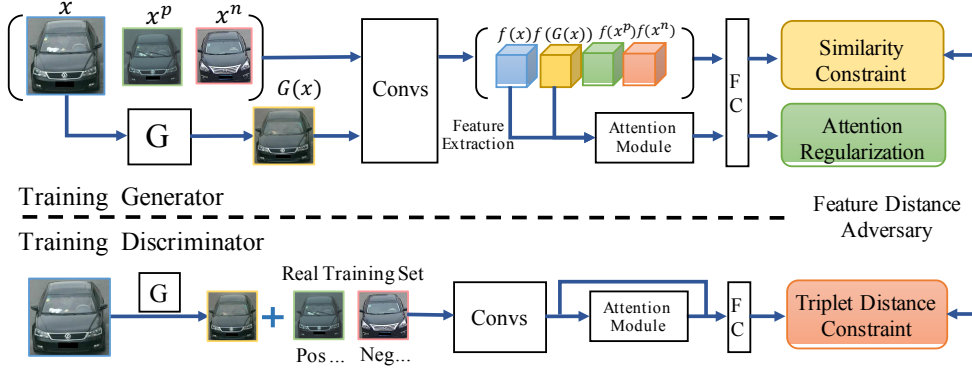 x x^p x^n
G(x)
G
Convs
f(x) f(G(x)) f(x^p) f(x^n)
Feature
Extraction
Attention
Module
F
C
Similarity
Constraint
Attention
Regularization
Training Generator
Feature Distance
Adversary
Training Discriminator
G
Real Training Set
+
Pos ...
Neg...
Convs
Attention
Module
F
C
Triplet Distance
Constraint